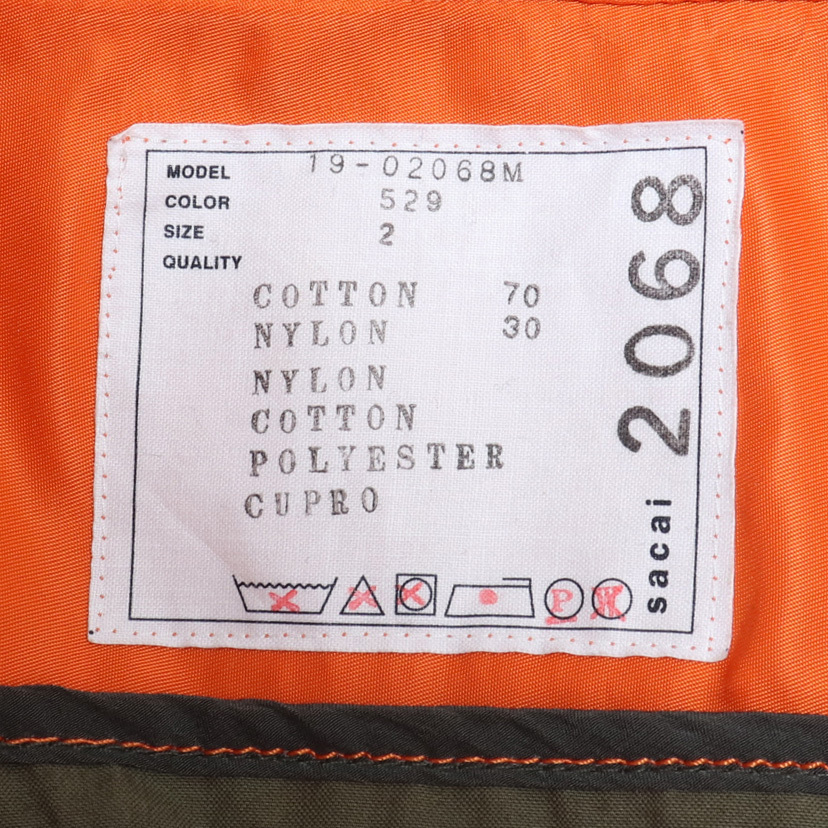 MODEL 19-02068M
COLOR 529
SIZE 2
QUALITY
COTTON 70
NYLON 30
NYLON
COTTON
POLYESTER
CUPRO
P W
sacai 2068